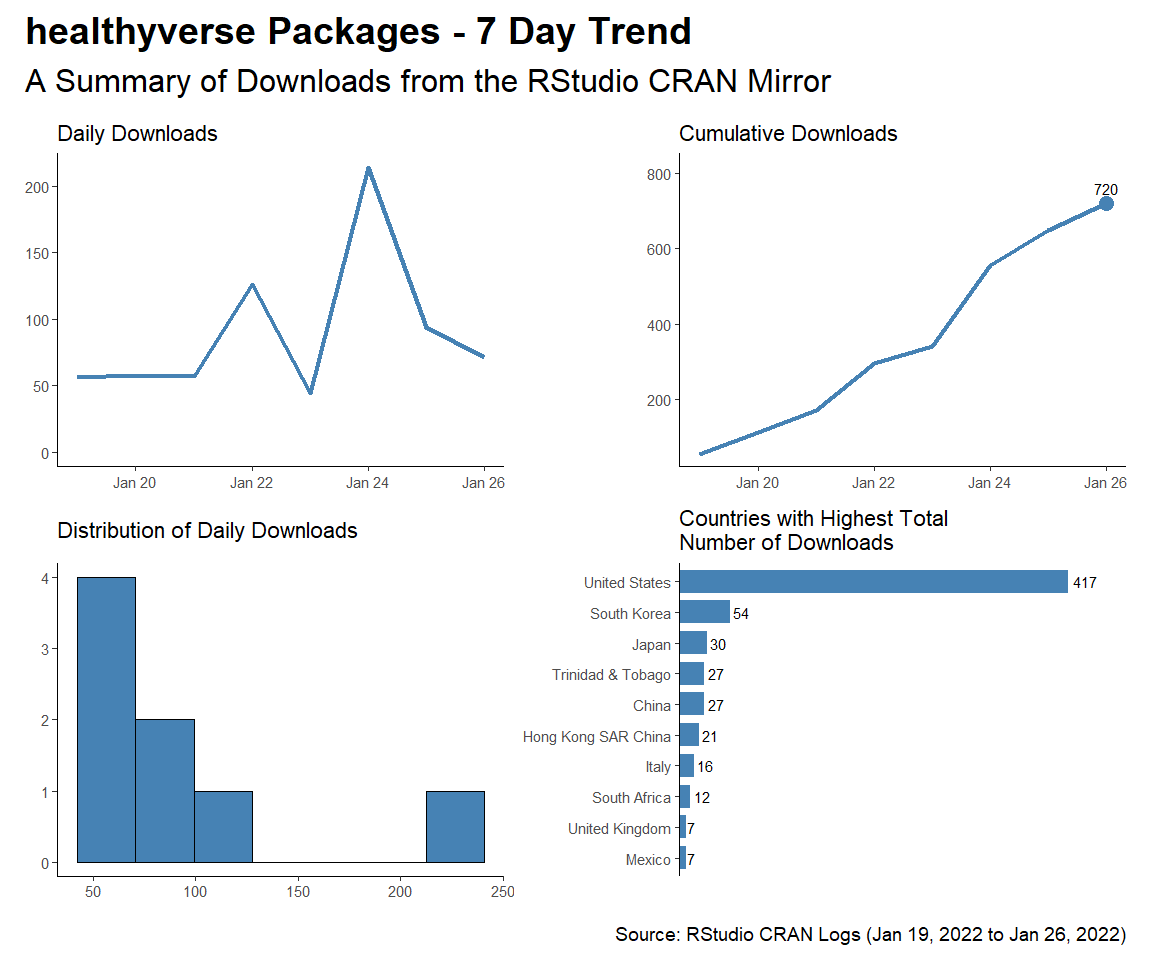 healthyverse Packages - 7 Day Trend
A Summary of Downloads from the RStudio CRAN Mirror
Daily Downloads
200
150
100
50
0
Jan 20 Jan 22 Jan 24 Jan 26
Cumulative Downloads
800
600
400
200
720
Jan 20 Jan 22 Jan 24 Jan 26
Distribution of Daily Downloads
4
3
2
1
0
50 100 150 200 250
Countries with Highest Total
Number of Downloads
United States 417
South Korea 54
Japan 30
Trinidad & Tobago 27
China 27
Hong Kong SAR China 21
Italy 16
South Africa 12
United Kingdom 7
Mexico 7
Source: RStudio CRAN Logs (Jan 19, 2022 to Jan 26, 2022)